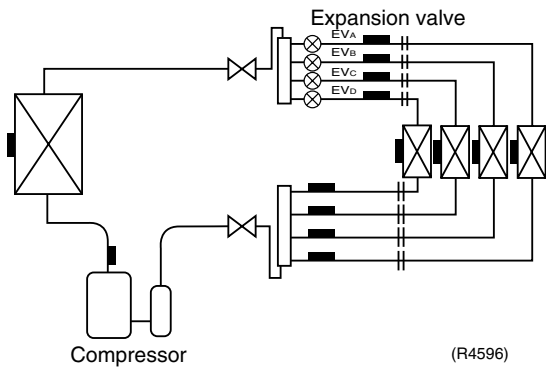 Expansion valve
EVA
EVB
EVC
EVD
Compressor
(R4596)